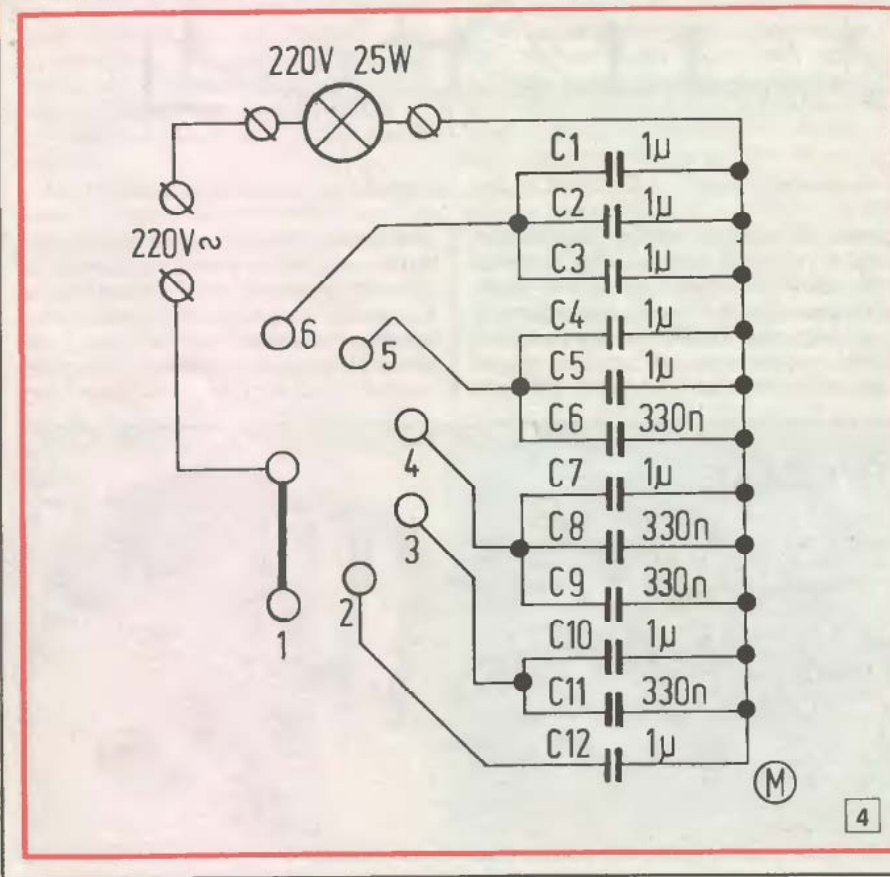 220V 25W
C1 1µ
C2 1µ
220V~
C3 1µ
6
C4 1µ
5
C5 1µ
C6 330n
4
C7 1µ
C8 330n
3
C9 330n
2
C10 1µ
1
C11 330n
C12 1µ
M
4